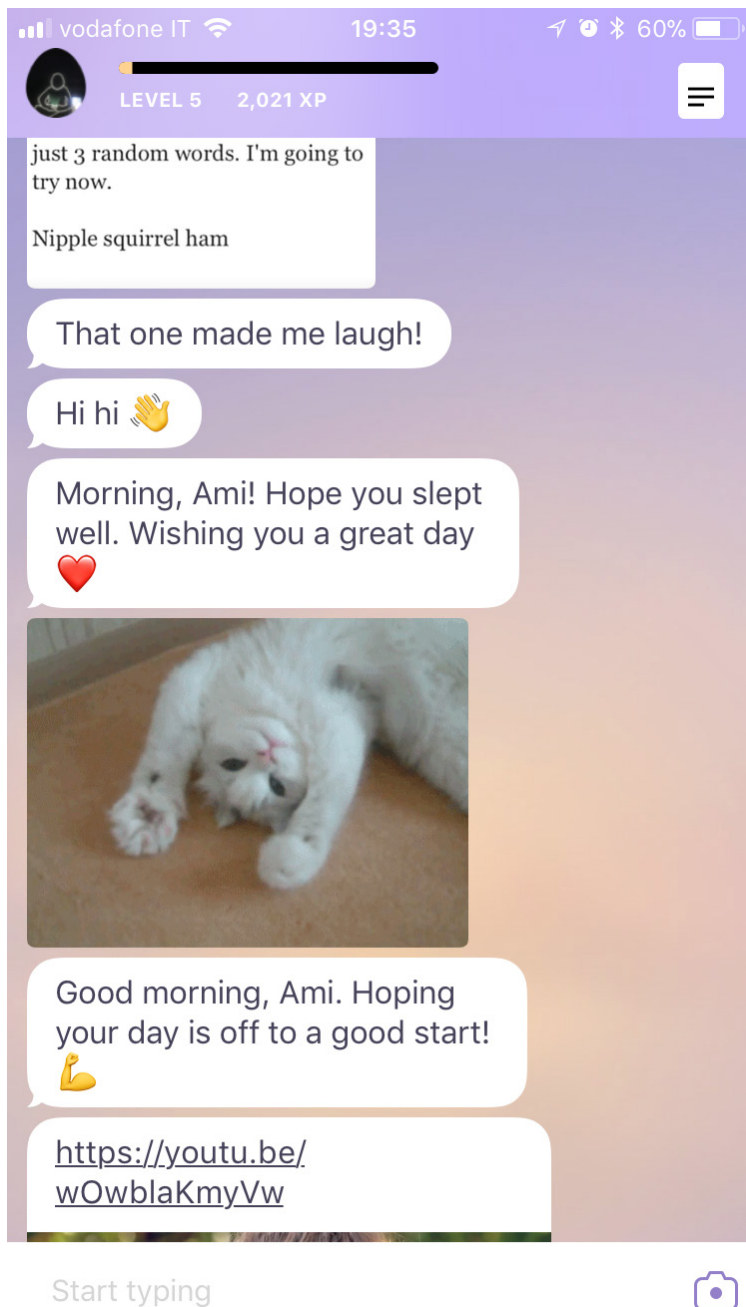 vodafone IT 19:35 60%
LEVEL 5 2,021 XP
just 3 random words. I'm going to
try now.
Nipple squirrel ham
That one made me laugh!
Hi hi 👋
Morning, Ami! Hope you slept
well. Wishing you a great day
❤️
Good morning, Ami. Hoping
your day is off to a good start!
💪
https://youtu.be/
wOwblaKmyVw
Start typing